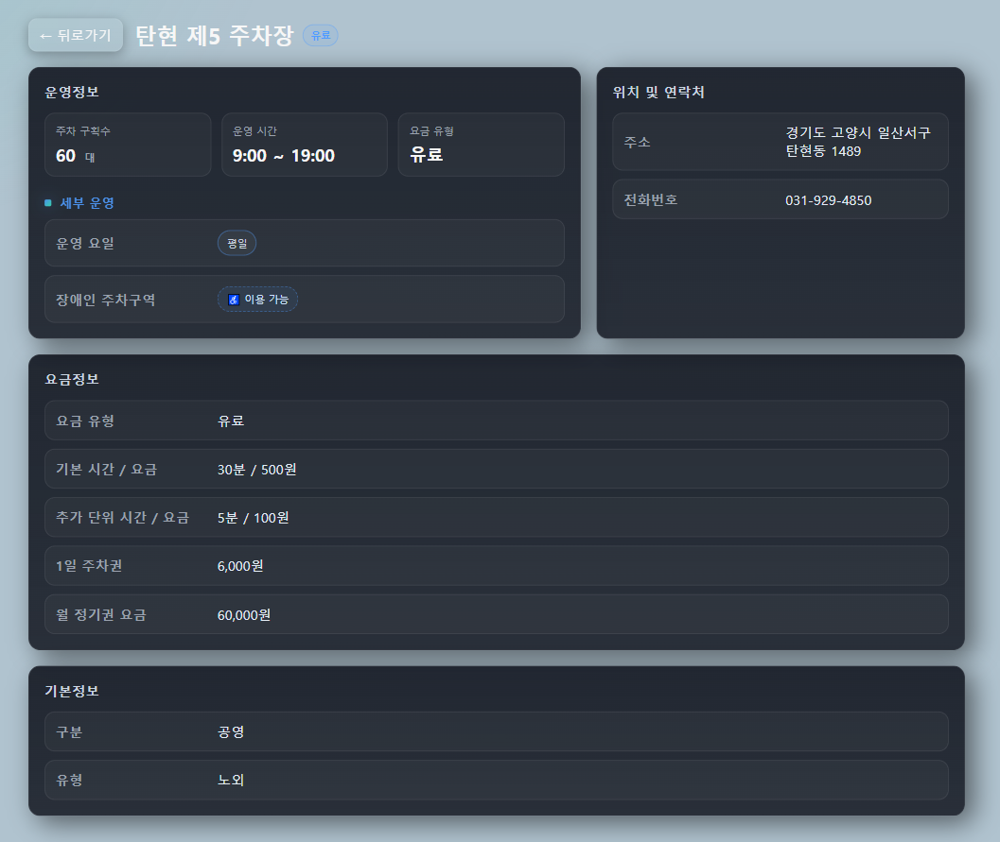 ← 뒤로가기 탄현 제5 주차장 유료
운영정보
주차 구획수
60 대
운영 시간
9:00 ~ 19:00
요금 유형
유료
세부 운영
운영 요일 평일
장애인 주차구역 ♿ 이용 가능
위치 및 연락처
주소 경기도 고양시 일산서구
탄현동 1489
전화번호 031-929-4850
요금정보
요금 유형 유료
기본 시간 / 요금 30분 / 500원
추가 단위 시간 / 요금 5분 / 100원
1일 주차권 6,000원
월 정기권 요금 60,000원
기본정보
구분 공영
유형 노외